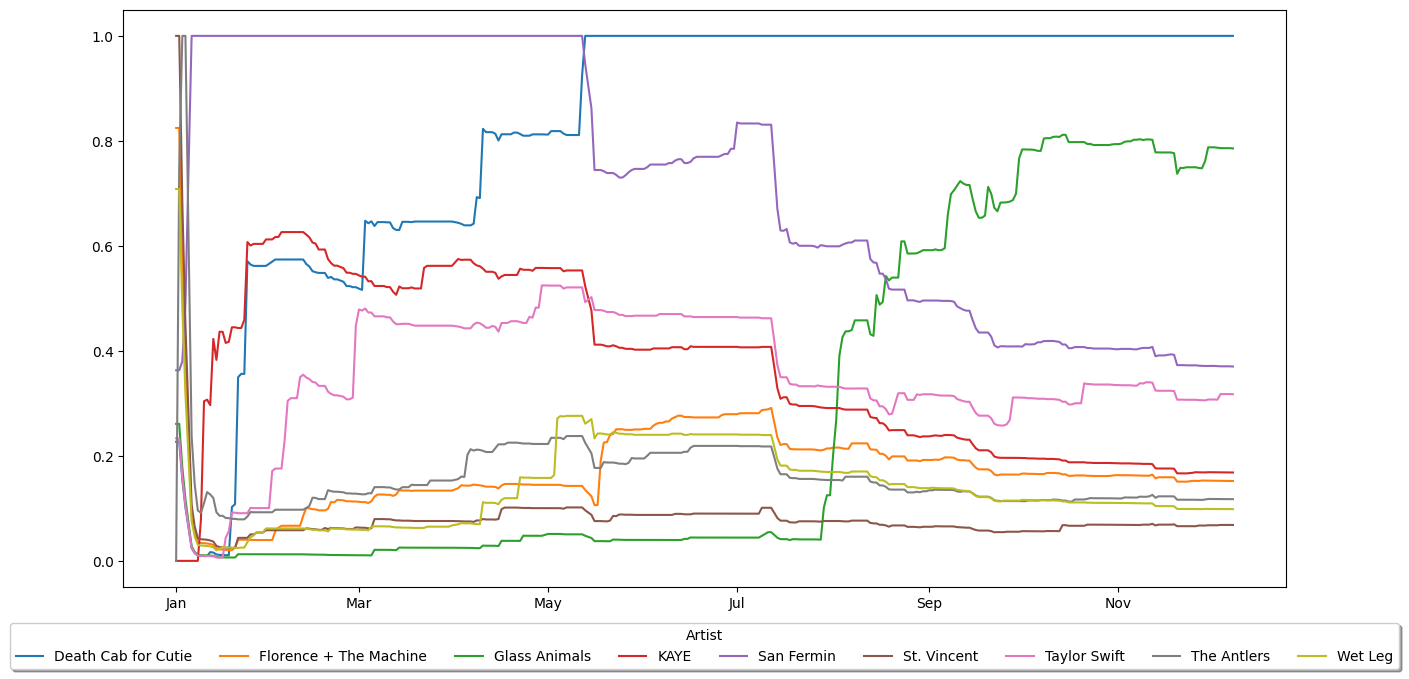 1.0
0.8
0.6
0.4
0.2
0.0
Jan Mar May Jul Sep Nov
Artist
Death Cab for Cutie Florence + The Machine Glass Animals KAYE San Fermin St. Vincent Taylor Swift The Antlers Wet Leg